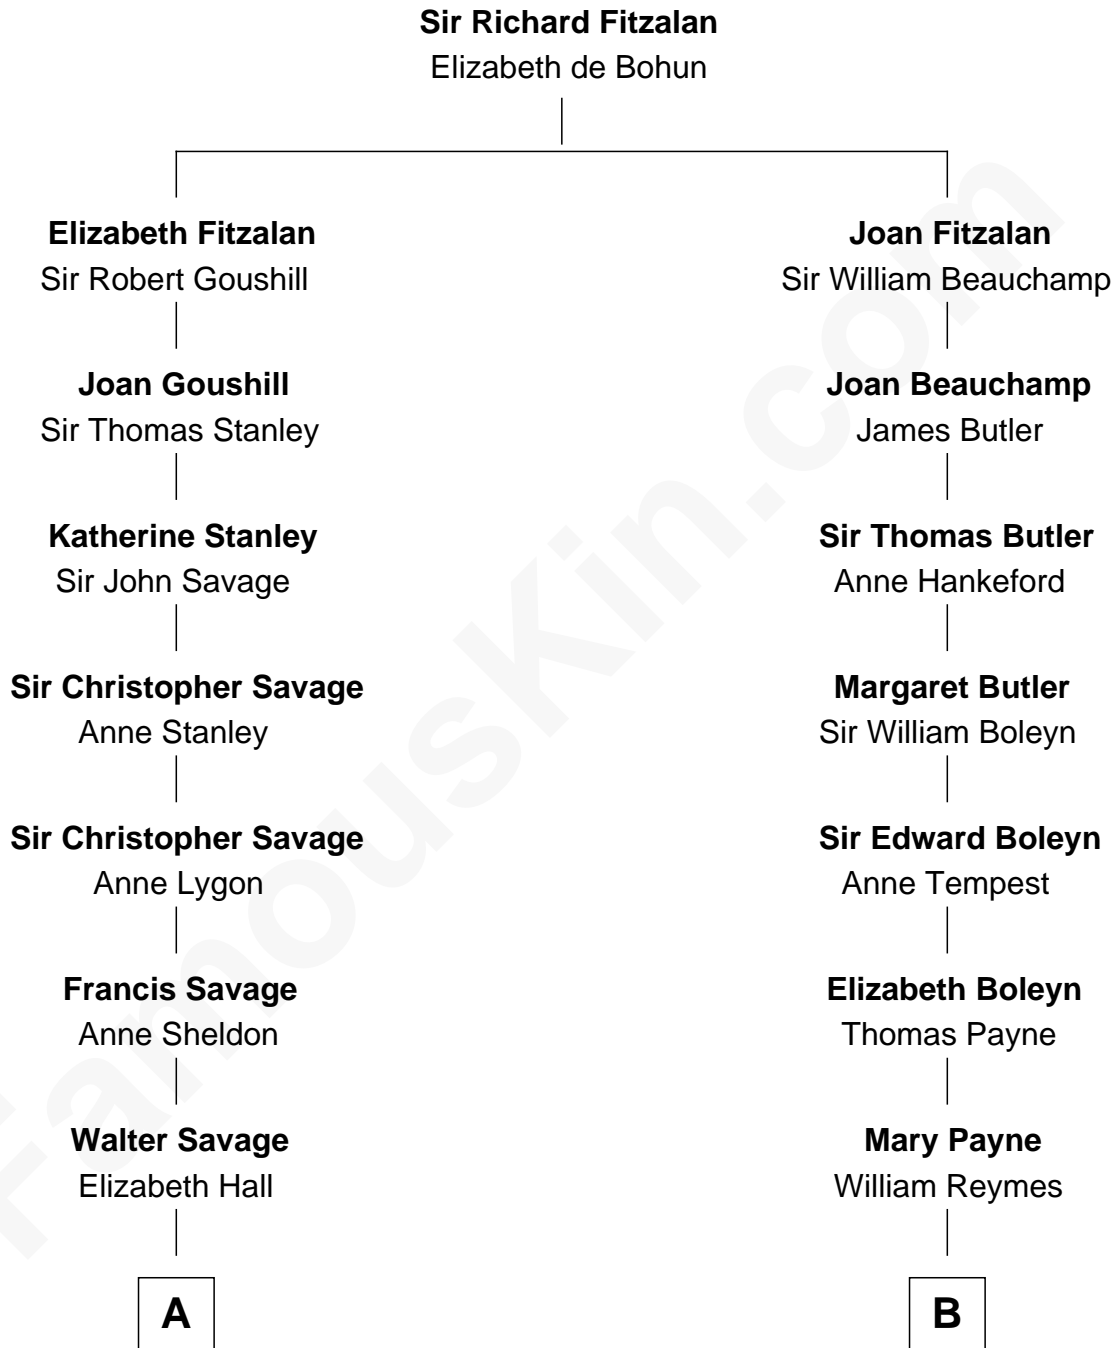 Sir Richard Fitzalan
Elizabeth de Bohun
Elizabeth Fitzalan
Sir Robert Goushill
Joan Goushill
Sir Thomas Stanley
Katherine Stanley
Sir John Savage
Sir Christopher Savage
Anne Stanley
Sir Christopher Savage
Anne Lygon
Francis Savage
Anne Sheldon
Walter Savage
Elizabeth Hall
A
Joan Fitzalan
Sir William Beauchamp
Joan Beauchamp
James Butler
Sir Thomas Butler
Anne Hankeford
Margaret Butler
Sir William Boleyn
Sir Edward Boleyn
Anne Tempest
Elizabeth Boleyn
Thomas Payne
Mary Payne
William Reymes
B
FamousKin.com